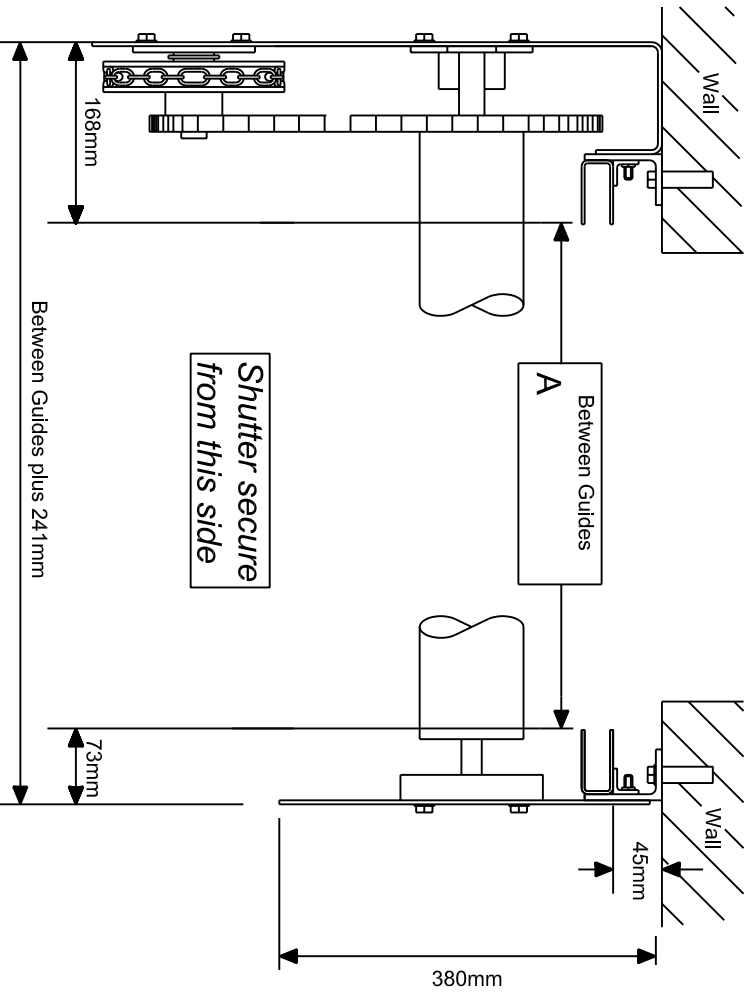 Wall
168mm
Between Guides
A
Shutter secure
from this side
Between Guides plus 241mm
73mm
Wall
45mm
380mm